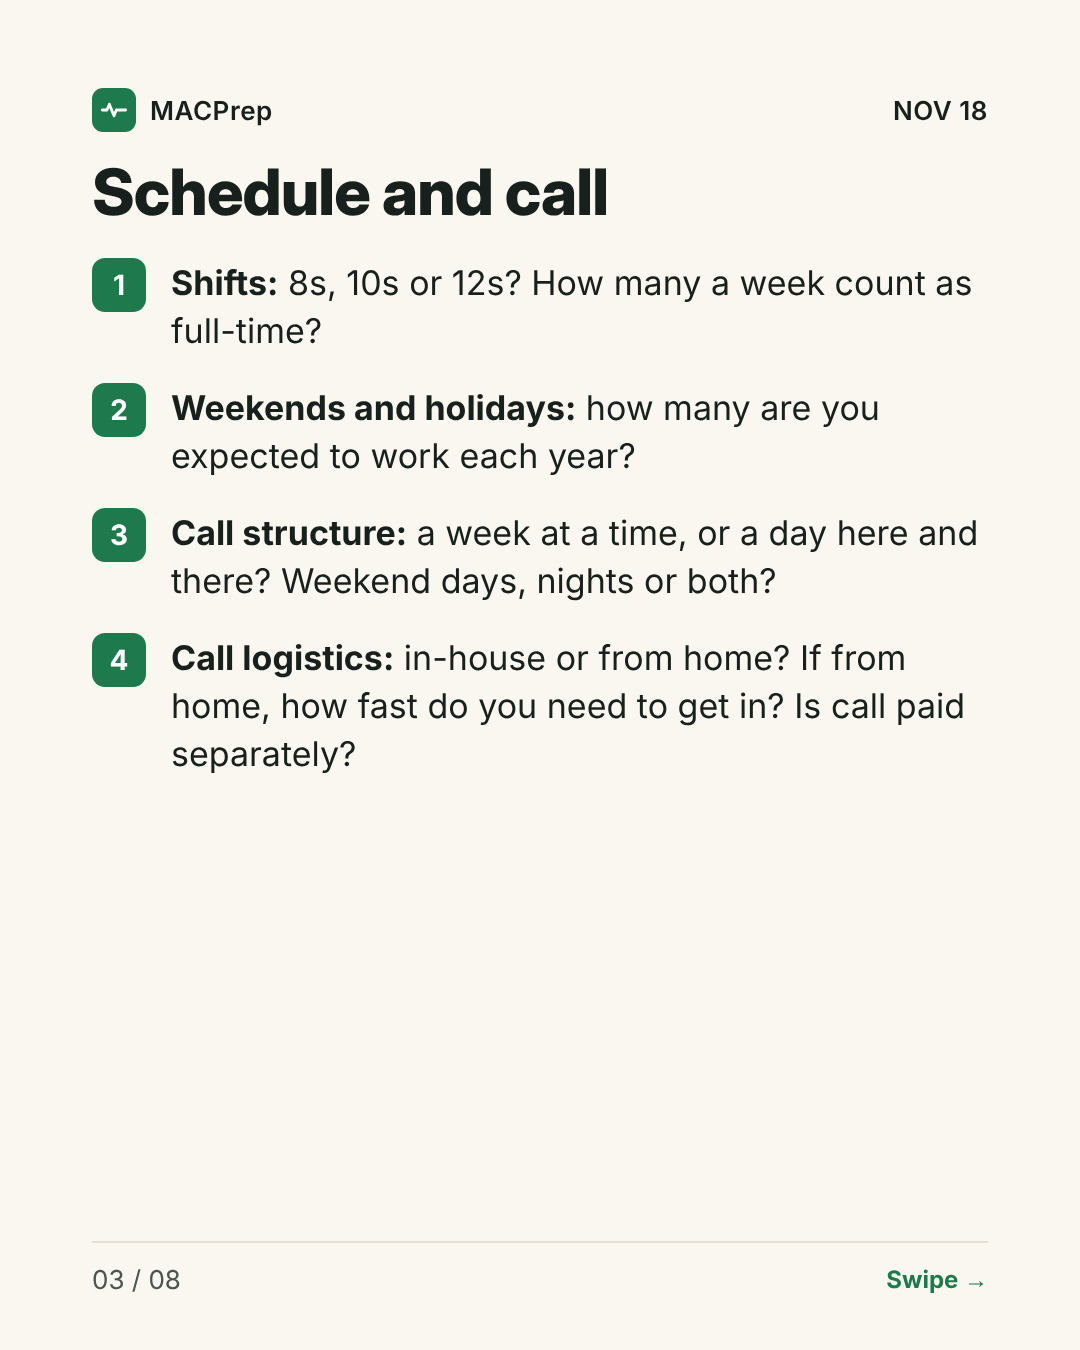 MACPrep
NOV 18
Schedule and call
1 Shifts: 8s, 10s or 12s? How many a week count as
full-time?
2 Weekends and holidays: how many are you
expected to work each year?
3 Call structure: a week at a time, or a day here and
there? Weekend days, nights or both?
4 Call logistics: in-house or from home? If from
home, how fast do you need to get in? Is call paid
separately?
03 / 08
Swipe →